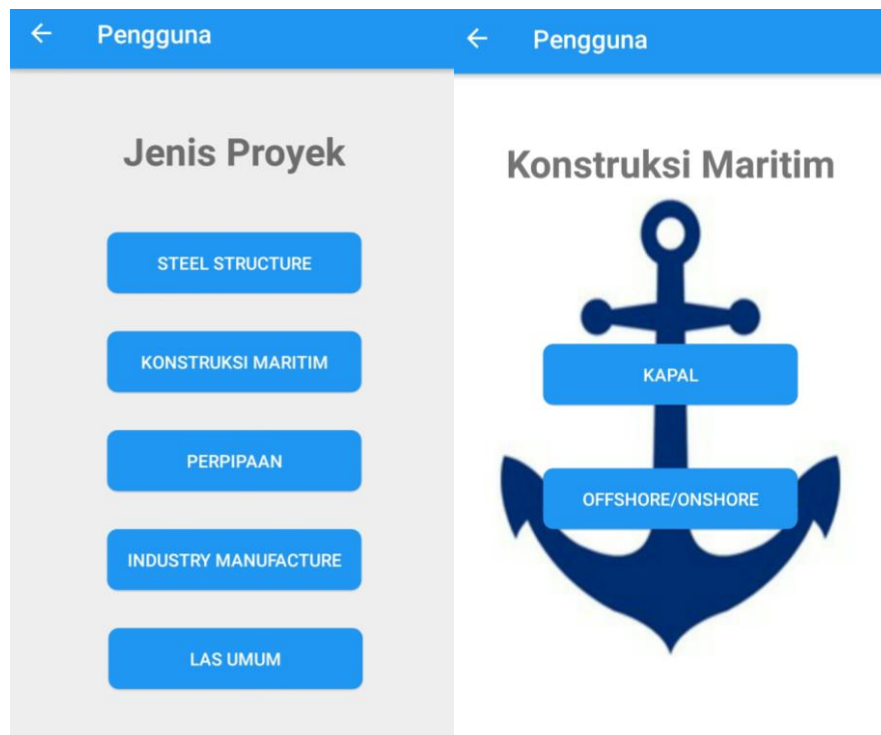 Pengguna
Jenis Proyek
STEEL STRUCTURE
KONSTRUKSI MARITIM
PERPIPAAN
INDUSTRY MANUFACTURE
LAS UMUM
Pengguna
Konstruksi Maritim
KAPAL
OFFSHORE/ONSHORE